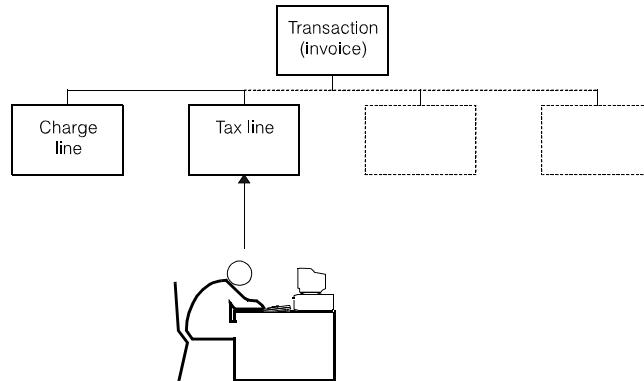 Transaction
(invoice)
Charge
line
Tax line